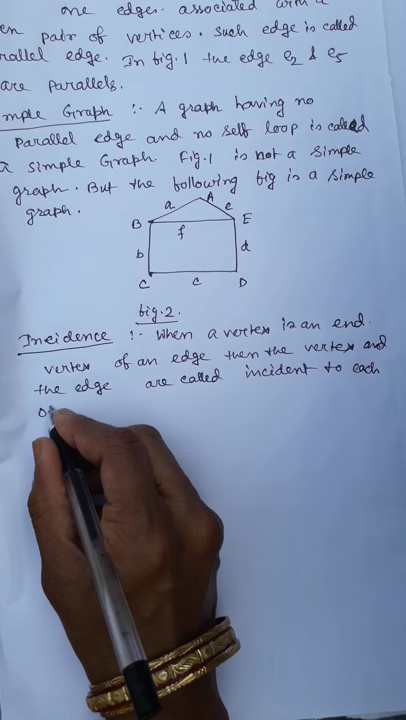 one edges. associated with a
en pair of vertices. Such edge is called
rallel edge. In fig.1 the edge e2 & e5
are parallels.
mple Graph :- A graph having no
parallel edge and no self loop is called
a simple Graph. Fig.1 is not a simple
graph. But the following fig is a simple
graph.
A
a e
B E
f
b d
C c D
fig.2.
Incidence :- When a vertex is an end.
vertex of an edge then the vertex and
the edge are called incident to each